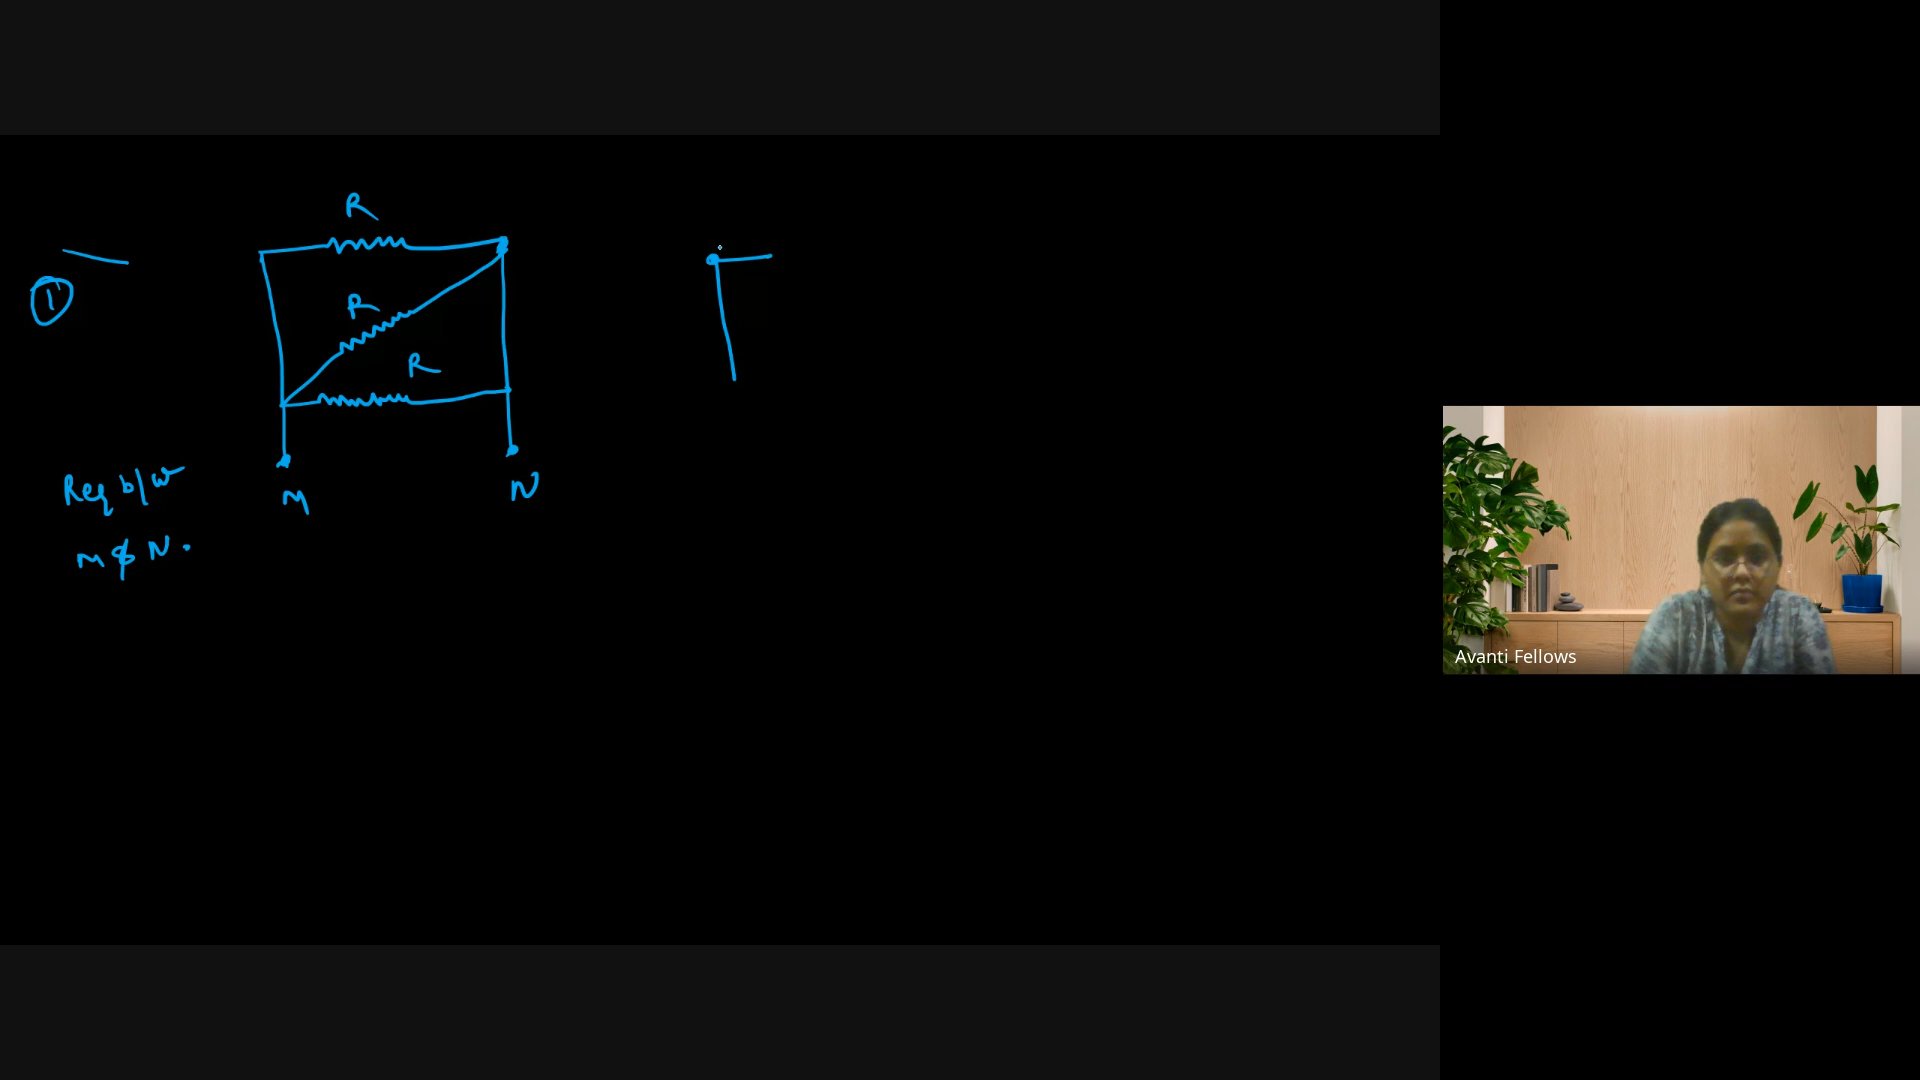 R
①
R
R
Req b/w
M & N.
M
N
Avanti Fellows